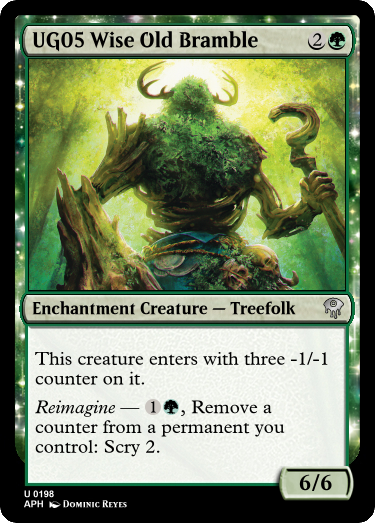 UG05 Wise Old Bramble 2
Enchantment Creature — Treefolk
This creature enters with three -1/-1
counter on it.
Reimagine — 1, Remove a
counter from a permanent you
control: Scry 2.
6/6
U 0198
APH Dominic Reyes